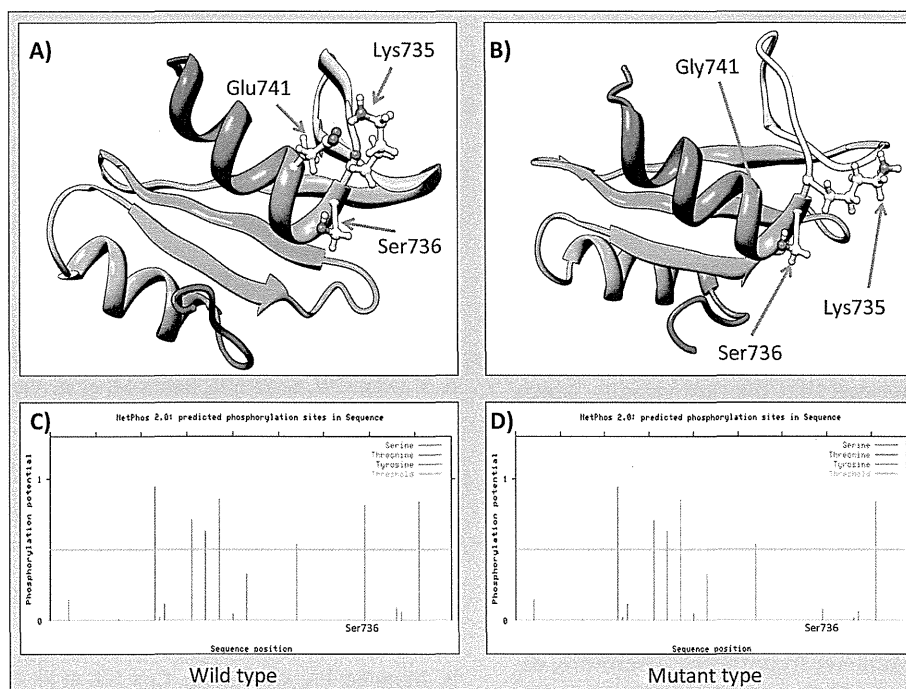 A)
Lys735
Glu741
Ser736
B)
Gly741
Lys735
Ser736
C)
NetPhos 2.0: predicted phosphorylation sites in Sequence
Serine
Threonine
Tyrosine
Threshold
1
Phosphorylation potential
0
Ser736
Sequence position
Wild type
D)
NetPhos 2.0: predicted phosphorylation sites in Sequence
Serine
Threonine
Tyrosine
Threshold
1
Phosphorylation potential
0
Ser736
Sequence position
Mutant type